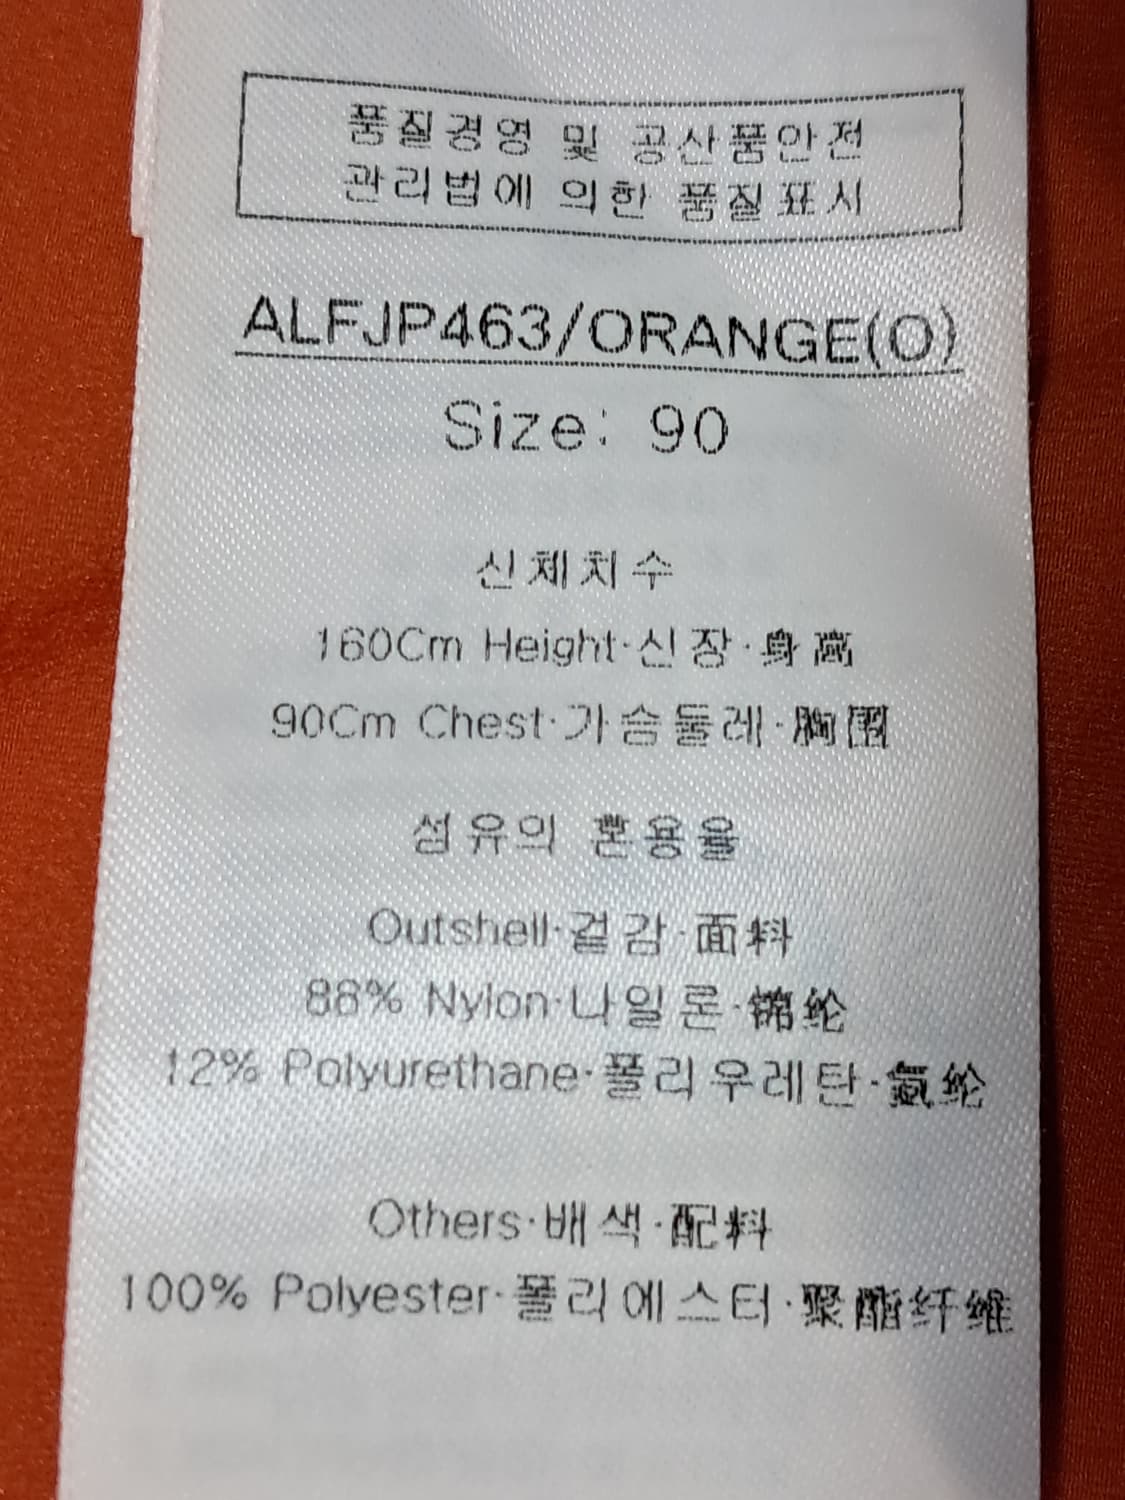 품질경영 및 공산품안전
관리법에 의한 품질표시
ALFJP463/ORANGE(O)
Size: 90
신체치수
160Cm Height·신장·身高
90Cm Chest·가슴둘레·胸围
섬유의 혼용율
Outshell·겉감·面料
88% Nylon·나일론·锦纶
12% Polyurethane·폴리우레탄·氨纶
Others·배색·配料
100% Polyester·폴리에스터·聚酯纤维